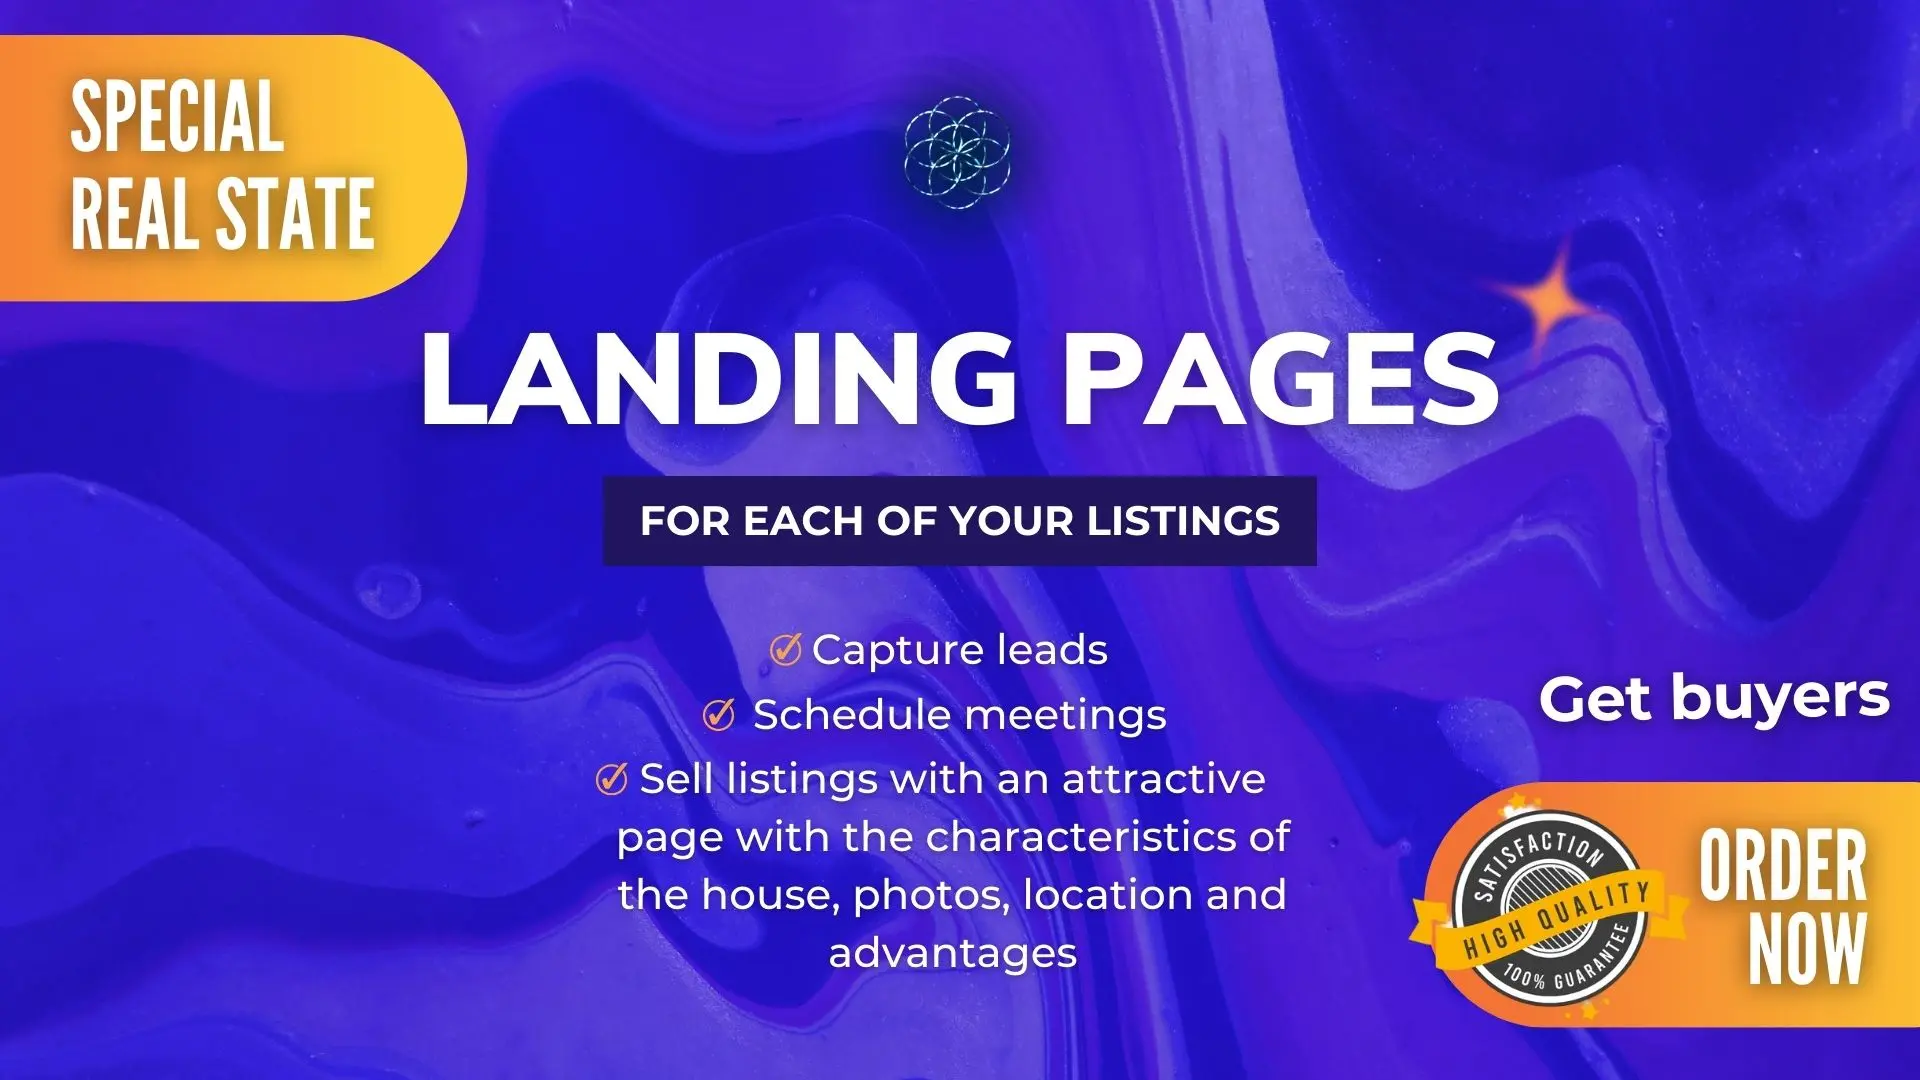 SPECIAL
REAL STATE
LANDING PAGES
FOR EACH OF YOUR LISTINGS
Capture leads
Schedule meetings
Sell listings with an attractive
page with the characteristics of
the house, photos, location and
advantages
Get buyers
SATISFACTION
HIGH QUALITY
100% GUARANTEE
ORDER
NOW